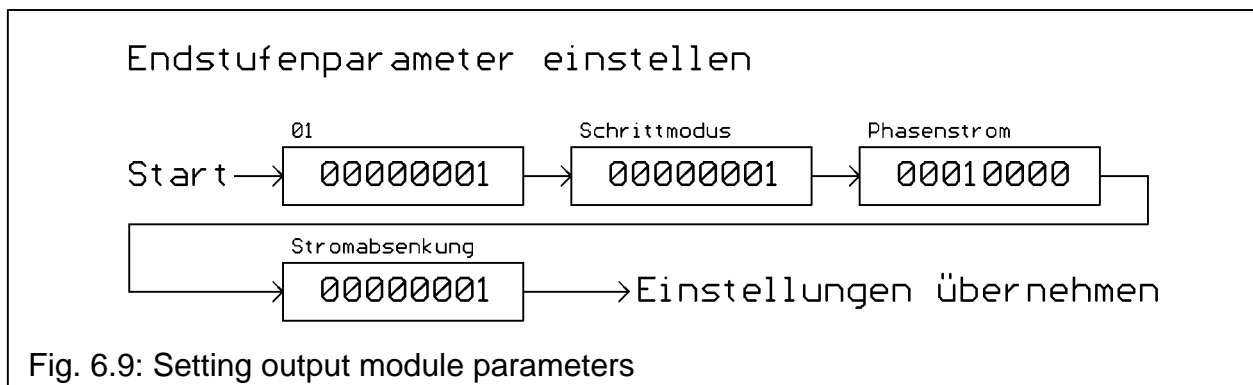 Endstufenparameter einstellen
01 Schrittmodus Phasenstrom
Start 00000001 00000001 00010000
Stromabsenkung
00000001 Einstellungen übernehmen
Fig. 6.9: Setting output module parameters